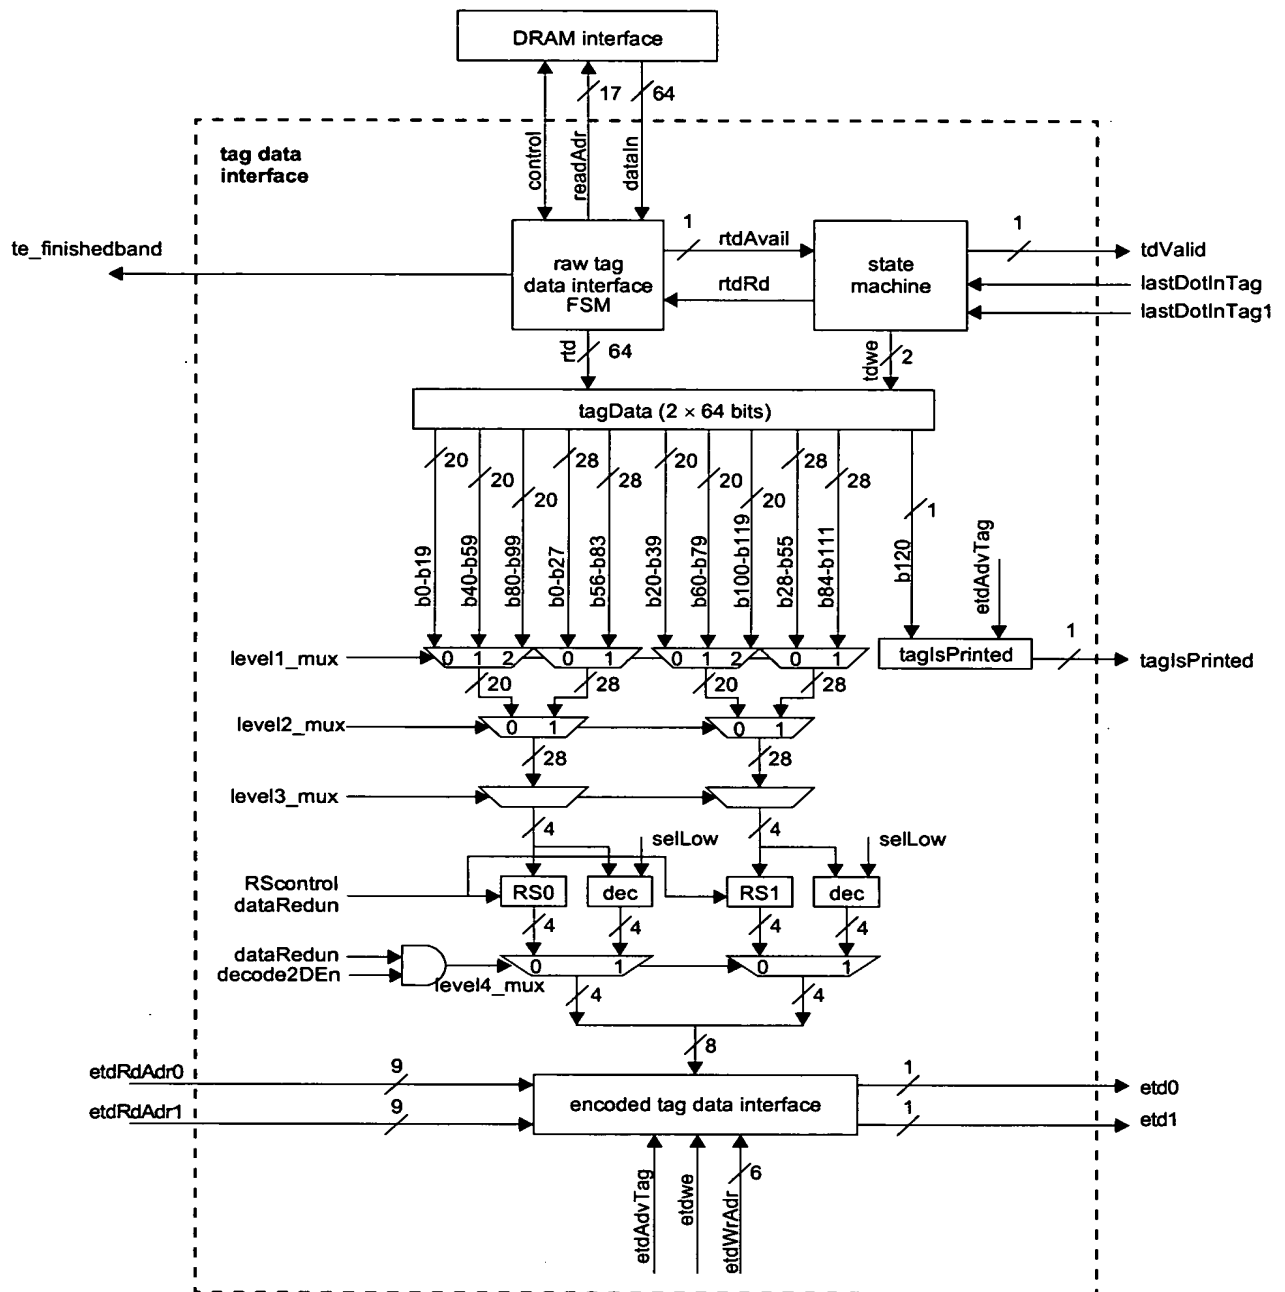 DRAM interface
17
64
tag data
interface
control
readAdr
dataIn
te_finishedband
raw tag
data interface
FSM
1
rtdAvail
rtdRd
state
machine
1
tdValid
lastDotInTag
lastDotInTag1
rtd
64
tdwe
2
tagData (2 × 64 bits)
20
20
20
28
28
20
20
20
28
28
1
b0-b19
b40-b59
b80-b99
b0-b27
b56-b83
b20-b39
b60-b79
b100-b119
b28-b55
b84-b111
b120
etdAdvTag
level1_mux
0 1 2
0 1
0 1 2
0 1
tagIsPrinted
1
tagIsPrinted
20
28
20
28
level2_mux
0 1
0 1
28
28
level3_mux
4
4
selLow
selLow
RScontrol
dataRedun
RS0
dec
RS1
dec
4
4
4
4
dataRedun
decode2DEn
level4_mux
0 1
0 1
4
4
8
etdRdAdr0
9
etdRdAdr1
9
encoded tag data interface
1
etd0
1
etd1
etdAdvTag
etdwe
etdWrAdr
6